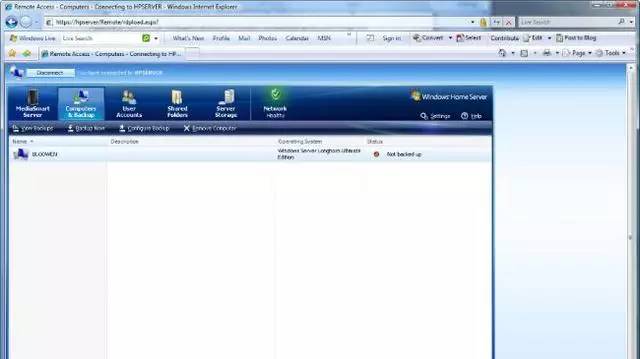 Remote Access - Computers - Connecting to HPSERVER - Windows Internet Explorer
https://hpserver/Remote/rdpload.aspx?
Live Search
Windows Live Live Search What's New Profile Mail Photos Calendar MSN Sign in Convert Select Contribute Edit Post to Blog
Remote Access - Computers - Connecting to HP... Page Tools
Disconnect You are connected to HPSERVER
MediaSmart Server Computers & Backup User Accounts Shared Folders Server Storage Network Healthy
Windows Home Server
Settings Help
View Backups Backup Now Configure Backup Remove Computer
Name Description Operating System Status
Windows Server Longhorn Ultimate Edition Not backed up